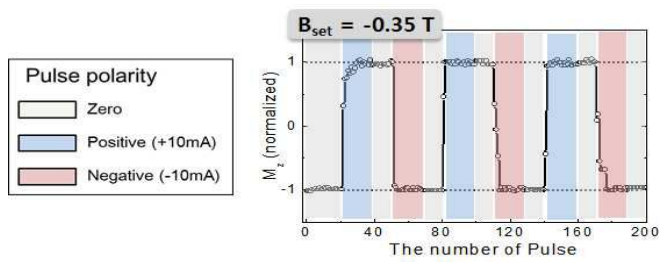 B_set = -0.35 T
Pulse polarity
Zero
Positive (+10mA)
Negative (-10mA)
M_z (normalized)
1
0
-1
0 40 80 120 160 200
The number of Pulse